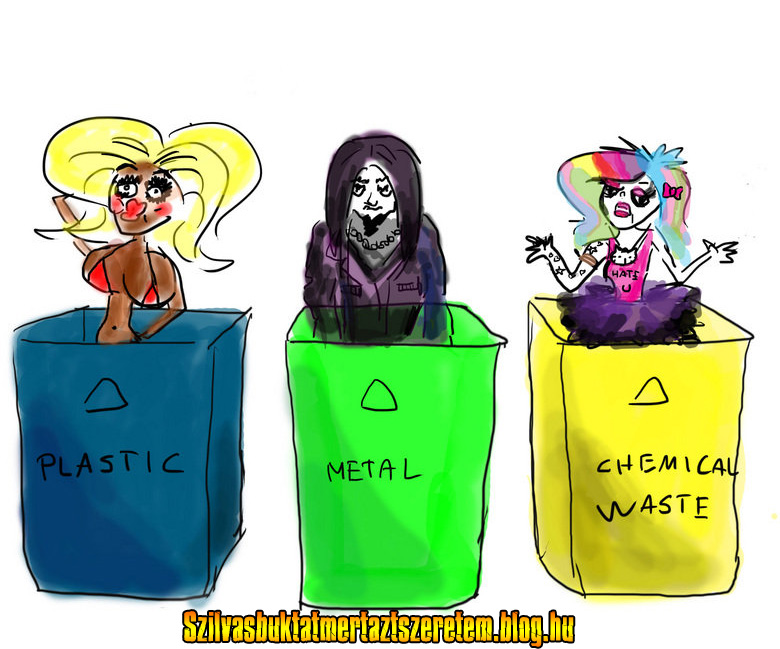 HATE
U
PLASTIC
METAL
CHEMICAL
WASTE
Szilvasbuktatmertaztszeretem.blog.hu